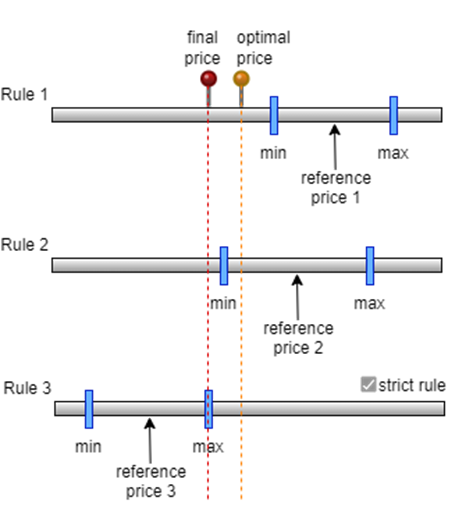 final optimal
price price
Rule 1
min max
reference
price 1
Rule 2
min max
reference
price 2
Rule 3
strict rule
min max
reference
price 3